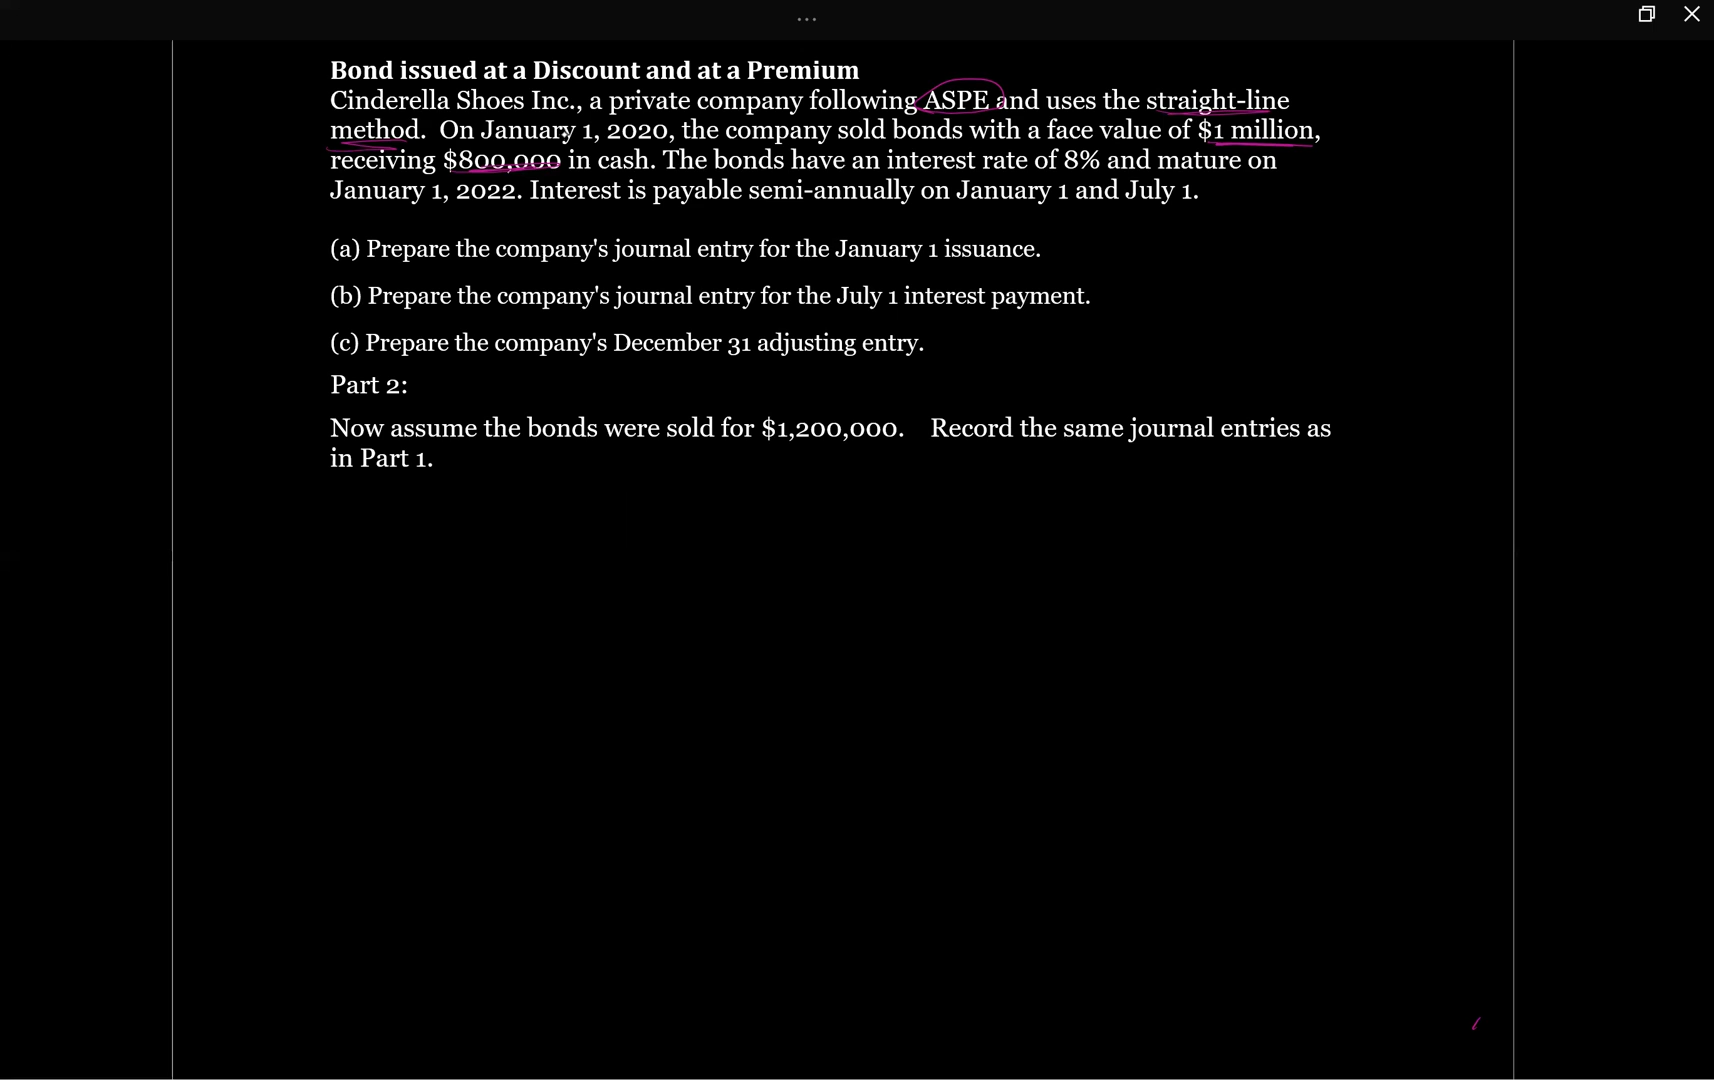 Bond issued at a Discount and at a Premium
Cinderella Shoes Inc., a private company following ASPE and uses the straight-line
method.  On January 1, 2020, the company sold bonds with a face value of $1 million,
receiving $800,000 in cash. The bonds have an interest rate of 8% and mature on
January 1, 2022. Interest is payable semi-annually on January 1 and July 1.
(a) Prepare the company's journal entry for the January 1 issuance.
(b) Prepare the company's journal entry for the July 1 interest payment.
(c) Prepare the company's December 31 adjusting entry.
Part 2:
Now assume the bonds were sold for $1,200,000.    Record the same journal entries as
in Part 1.